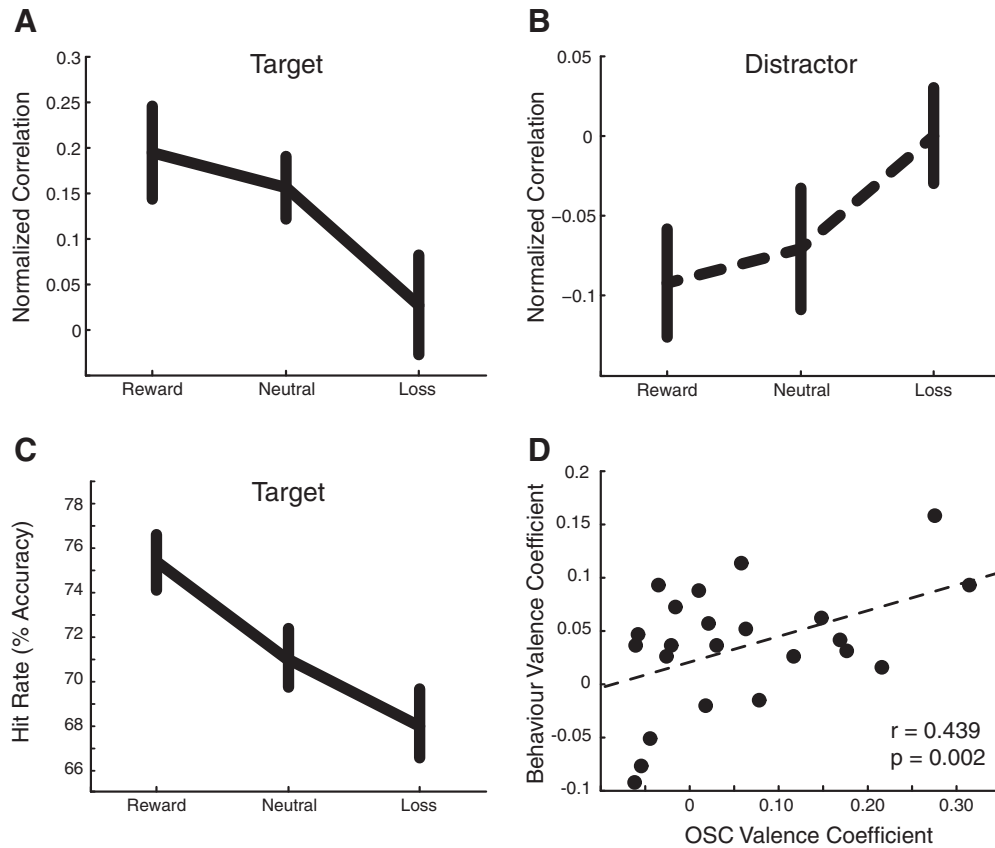 A
Target
Normalized Correlation
0.3
0.25
0.2
0.15
0.1
0.05
0
Reward Neutral Loss
B
Distractor
Normalized Correlation
0.05
0
−0.05
−0.1
Reward Neutral Loss
C
Target
Hit Rate (% Accuracy)
78
76
74
72
70
68
66
Reward Neutral Loss
D
Behaviour Valence Coefficient
0.2
0.15
0.1
0.05
0
-0.05
-0.1
r = 0.439
p = 0.002
0 0.10 0.20 0.30
OSC Valence Coefficient